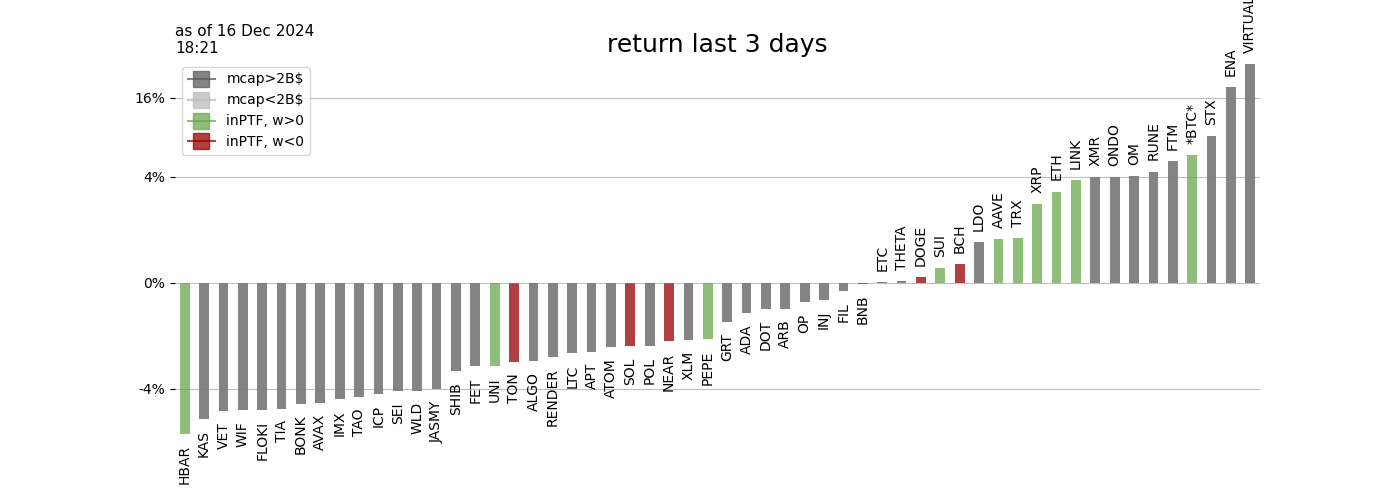 as of 16 Dec 2024
18:21
return last 3 days
mcap>2B$
mcap<2B$
inPTF, w>0
inPTF, w<0
16%
4%
0%
-4%
HBAR
KAS
VET
WIF
FLOKI
TIA
BONK
AVAX
IMX
TAO
ICP
SEI
WLD
JASMY
SHIB
FET
UNI
TON
ALGO
RENDER
LTC
APT
ATOM
SOL
POL
NEAR
XLM
PEPE
GRT
ADA
DOT
ARB
OP
INJ
FIL
BNB
ETC
THETA
DOGE
SUI
BCH
LDO
AAVE
TRX
XRP
ETH
LINK
XMR
ONDO
OM
RUNE
FTM
*BTC*
STX
ENA
VIRTUAL